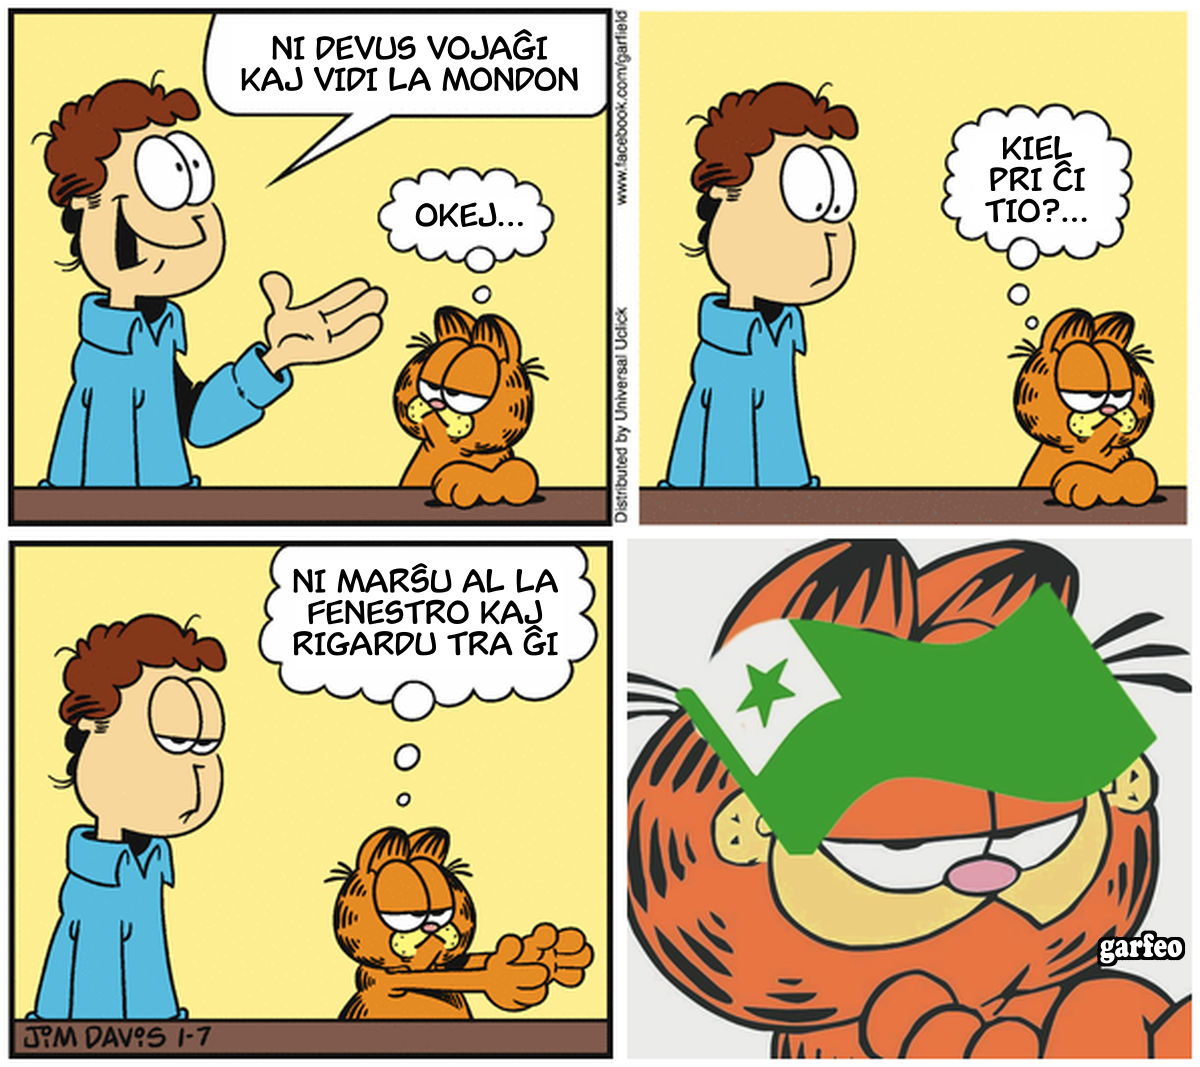 NI DEVUS VOJAĜI
KAJ VIDI LA MONDON
OKEJ...
www.facebook.com/garfield
Distributed by Universal Uclick
KIEL
PRI ĈI
TIO?...
NI MARŜU AL LA
FENESTRO KAJ
RIGARDU TRA ĜI
JIM DAVIS 1-7
garfeo